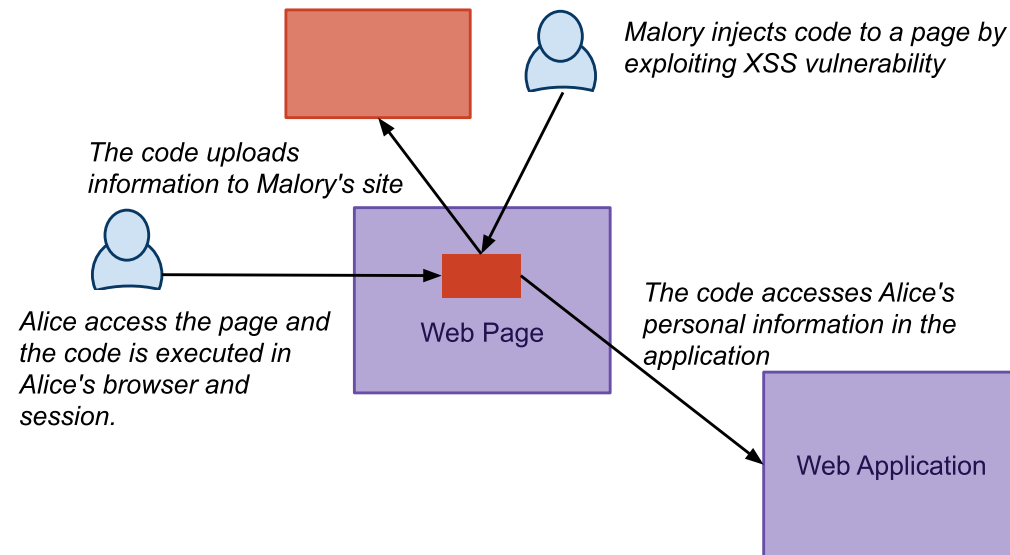 Malory injects code to a page by
exploiting XSS vulnerability
The code uploads
information to Malory's site
Alice access the page and
the code is executed in
Alice's browser and
session.
Web Page
The code accesses Alice's
personal information in the
application
Web Application